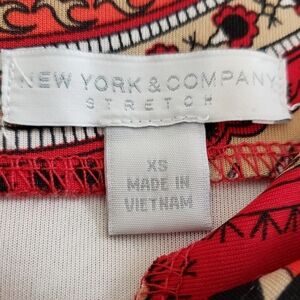 NEW YORK & COMPANY
STRETCH
XS
MADE IN
VIETNAM